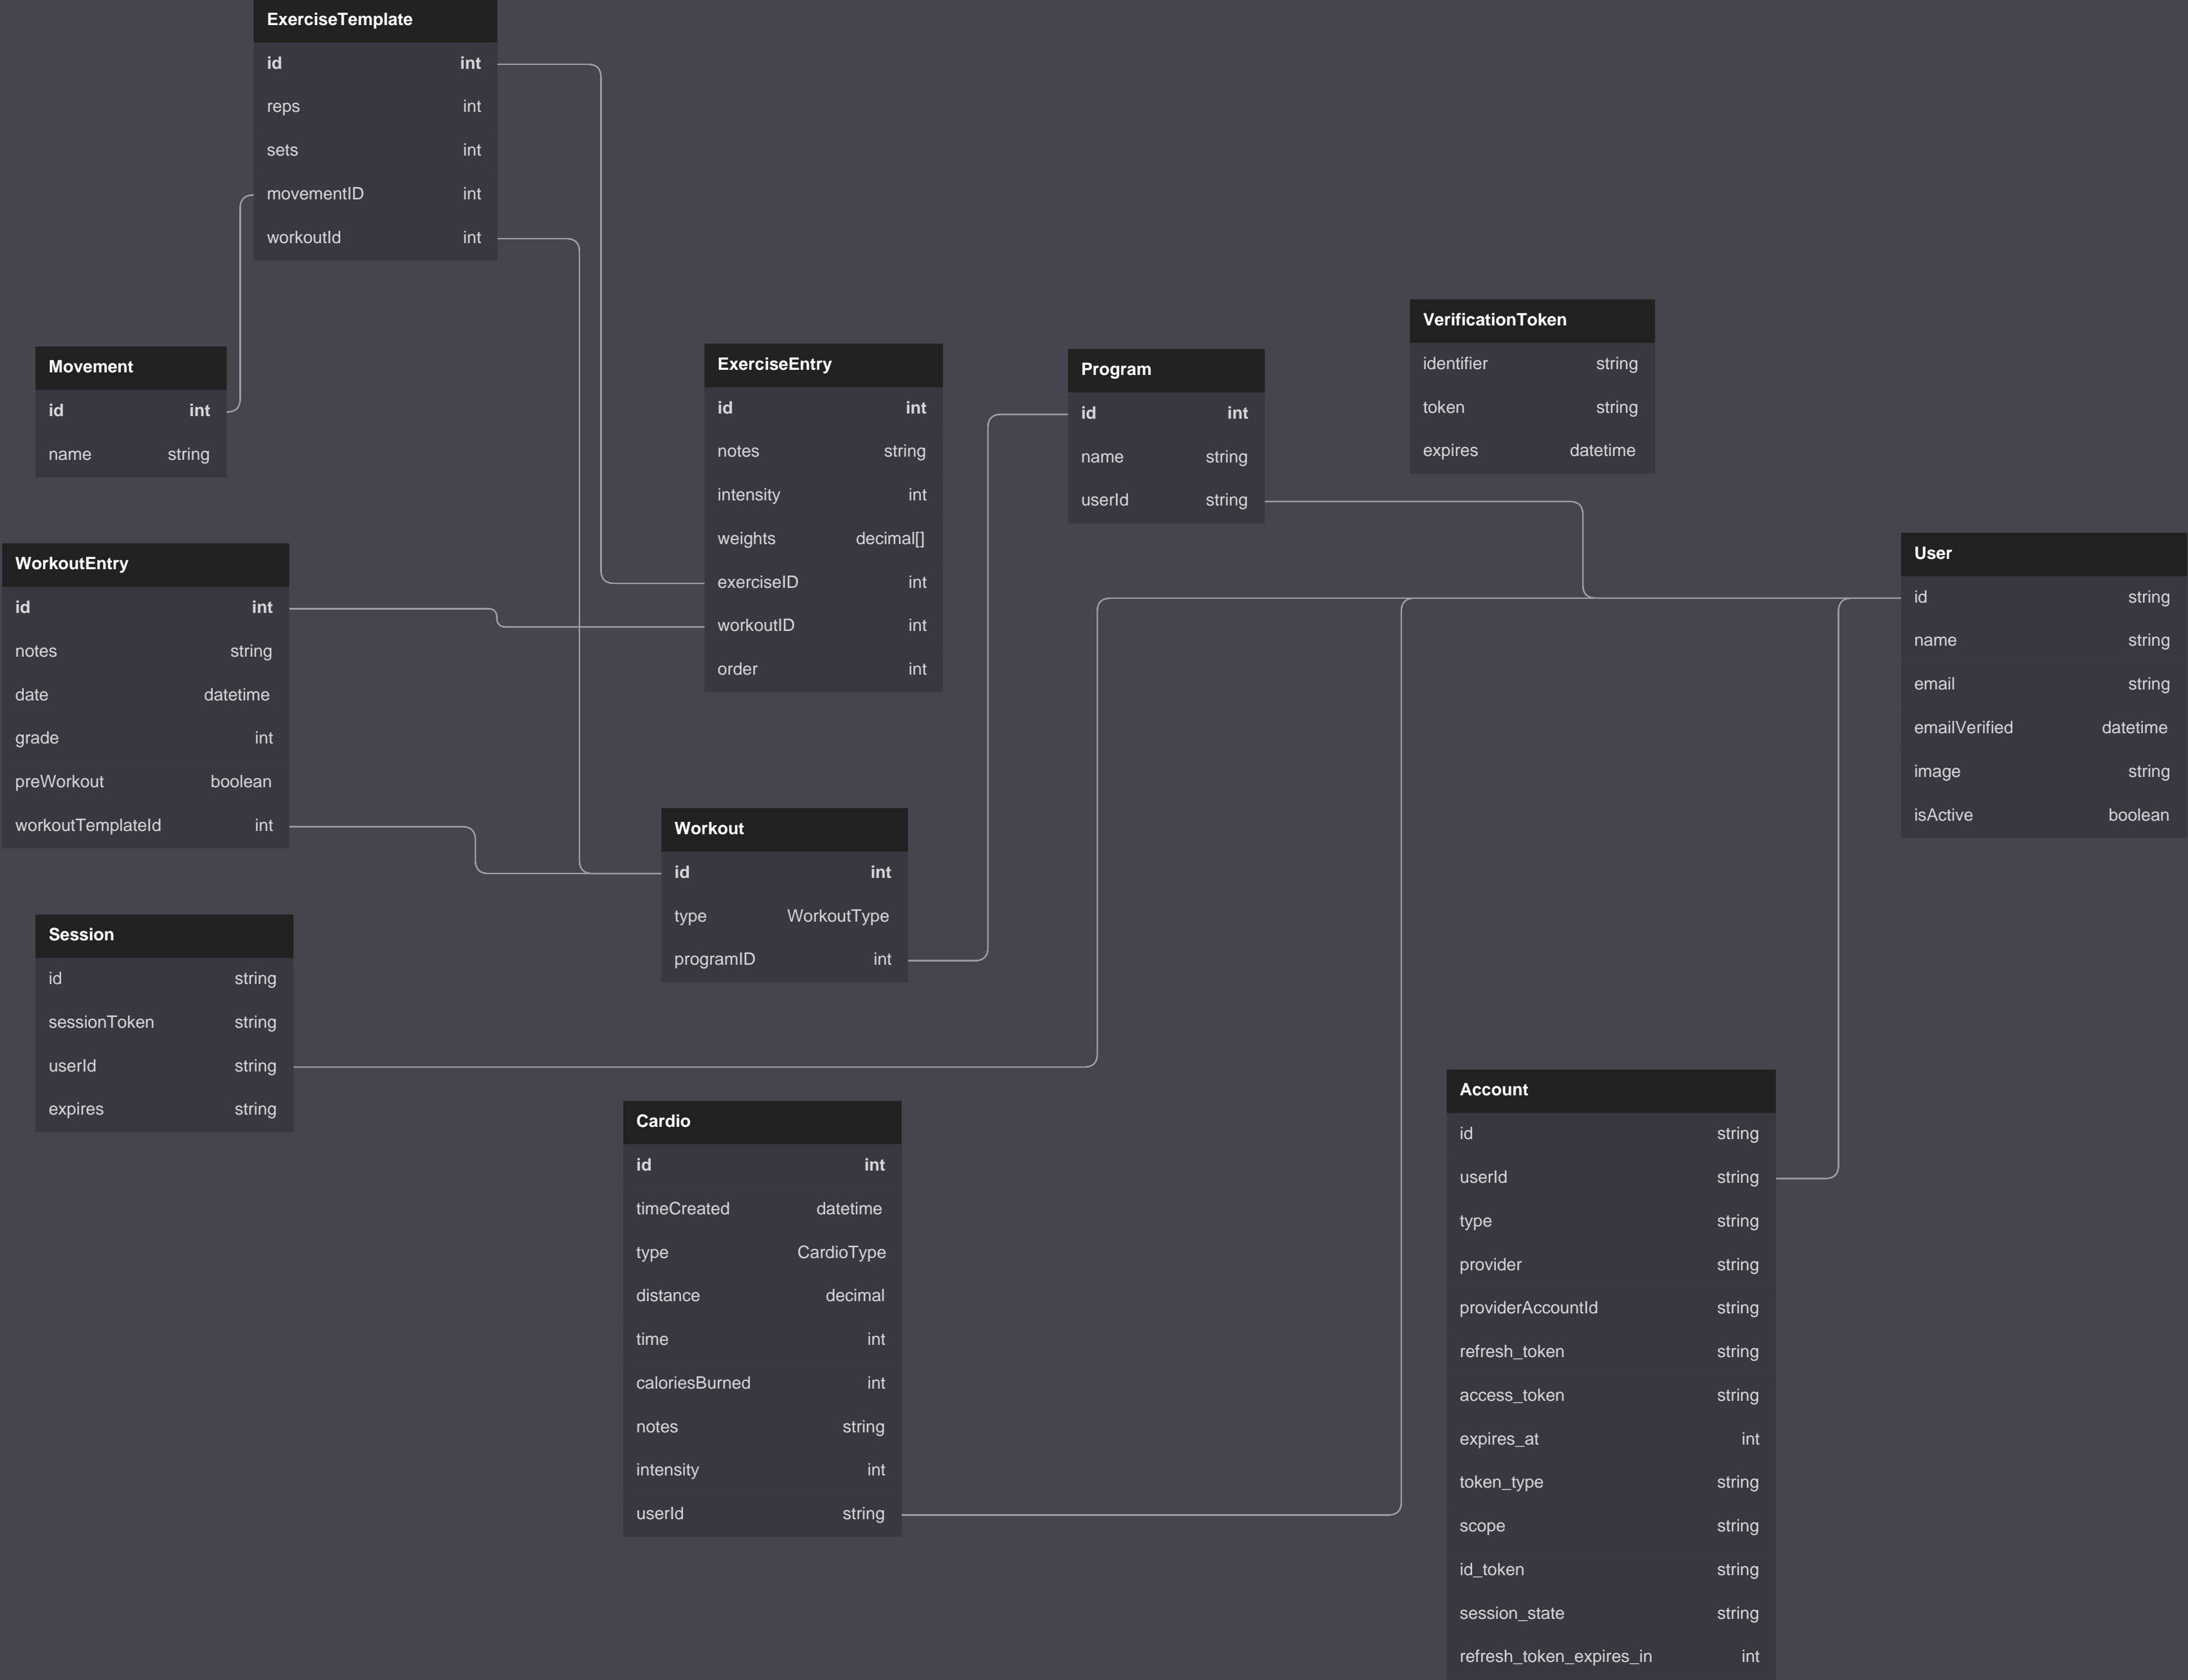 ExerciseTemplate
id int
reps int
sets int
movementID int
workoutId int
Movement
id int
name string
ExerciseEntry
id int
notes string
intensity int
weights decimal[]
exerciseID int
workoutID int
order int
Program
id int
name string
userId string
VerificationToken
identifier string
token string
expires datetime
WorkoutEntry
id int
notes string
date datetime
grade int
preWorkout boolean
workoutTemplateId int
User
id string
name string
email string
emailVerified datetime
image string
isActive boolean
Workout
id int
type WorkoutType
programID int
Session
id string
sessionToken string
userId string
expires string
Cardio
id int
timeCreated datetime
type CardioType
distance decimal
time int
caloriesBurned int
notes string
intensity int
userId string
Account
id string
userId string
type string
provider string
providerAccountId string
refresh_token string
access_token string
expires_at int
token_type string
scope string
id_token string
session_state string
refresh_token_expires_in int